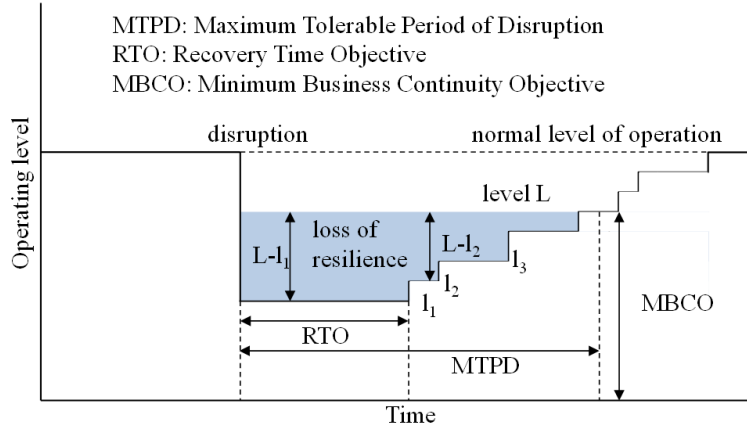 MTPD: Maximum Tolerable Period of Disruption
RTO: Recovery Time Objective
MBCO: Minimum Business Continuity Objective
disruption
normal level of operation
Operating level
level L
loss of
resilience
L-l₁
L-l₂
l₃
l₂
l₁
MBCO
RTO
MTPD
Time